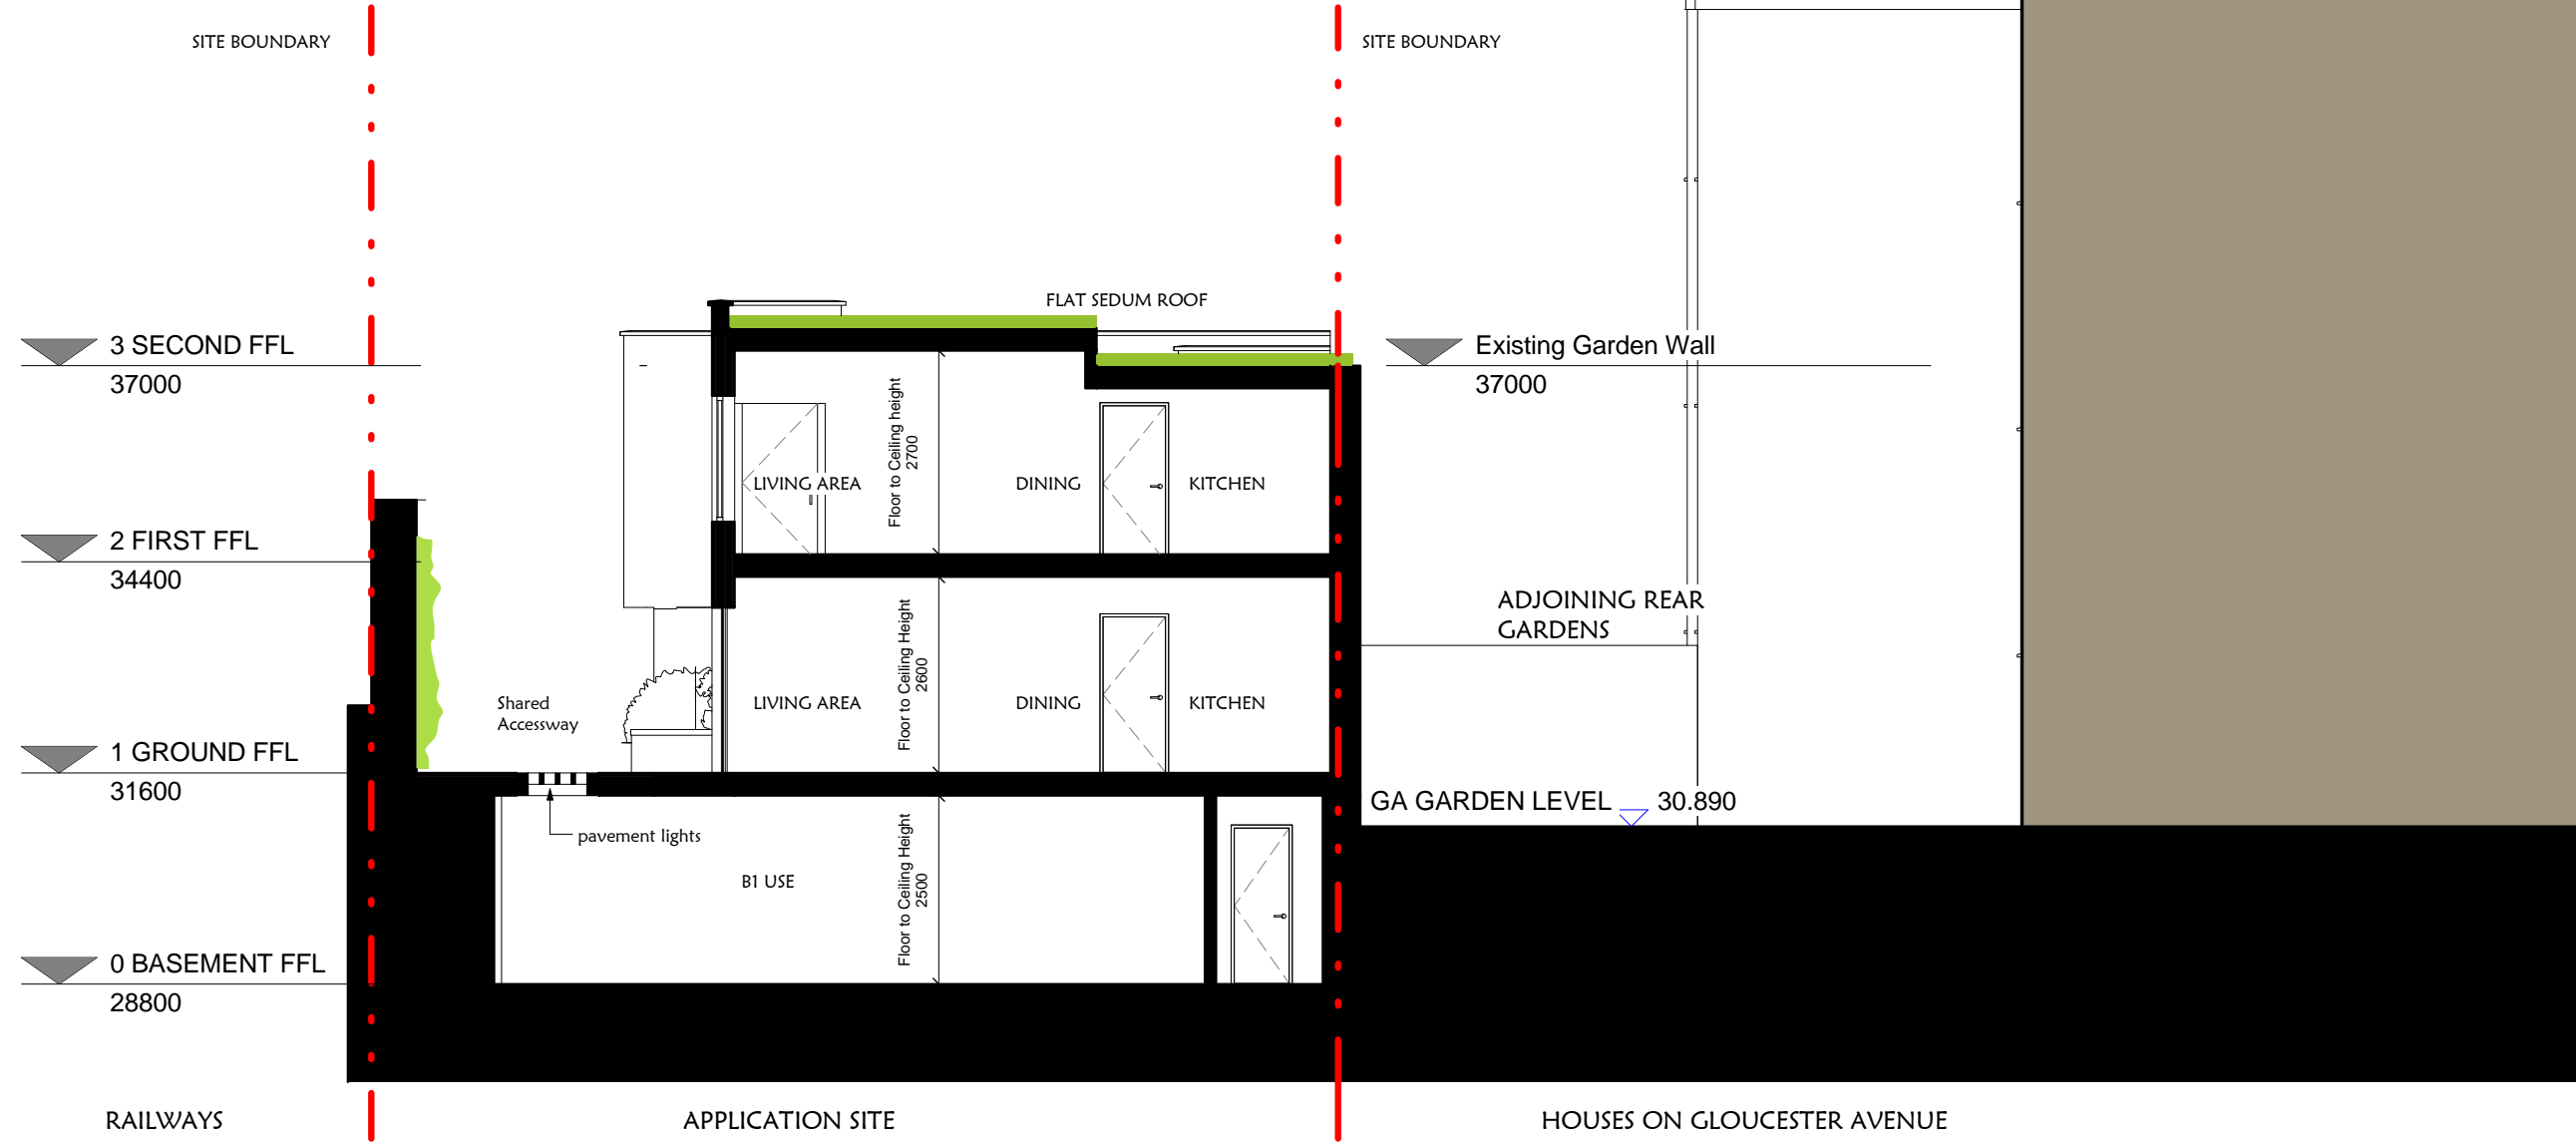 SITE BOUNDARY
SITE BOUNDARY
FLAT SEDUM ROOF
3 SECOND FFL
37000
Existing Garden Wall
37000
Floor to Ceiling height
2700
LIVING AREA
DINING
KITCHEN
2 FIRST FFL
34400
ADJOINING REAR
GARDENS
Floor to Ceiling Height
2600
Shared
Accessway
LIVING AREA
DINING
KITCHEN
1 GROUND FFL
31600
GA GARDEN LEVEL 30.890
pavement lights
B1 USE
Floor to Ceiling Height
2500
0 BASEMENT FFL
28800
RAILWAYS
APPLICATION SITE
HOUSES ON GLOUCESTER AVENUE